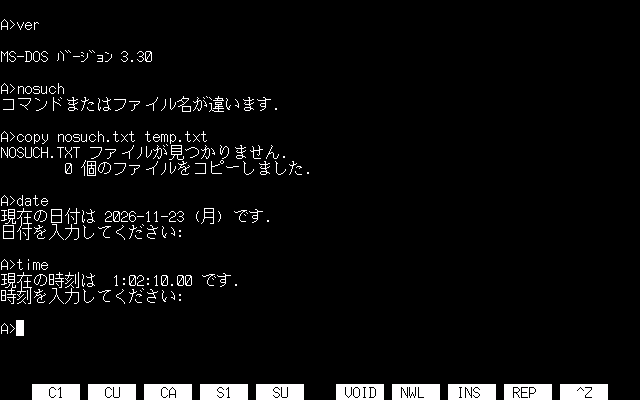 A>ver
MS-DOS ﾊﾞｰｼﾞｮﾝ 3.30
A>nosuch
コマンドまたはファイル名が違います.
A>copy nosuch.txt temp.txt
NOSUCH.TXT ファイルが見つかりません.
0 個のファイルをコピーしました.
A>date
現在の日付は 2026-11-23 (月) です.
日付を入力してください:
A>time
現在の時刻は  1:02:10.00 です.
時刻を入力してください:
A>
C1 CU CA S1 SU VOID NWL INS REP ^Z